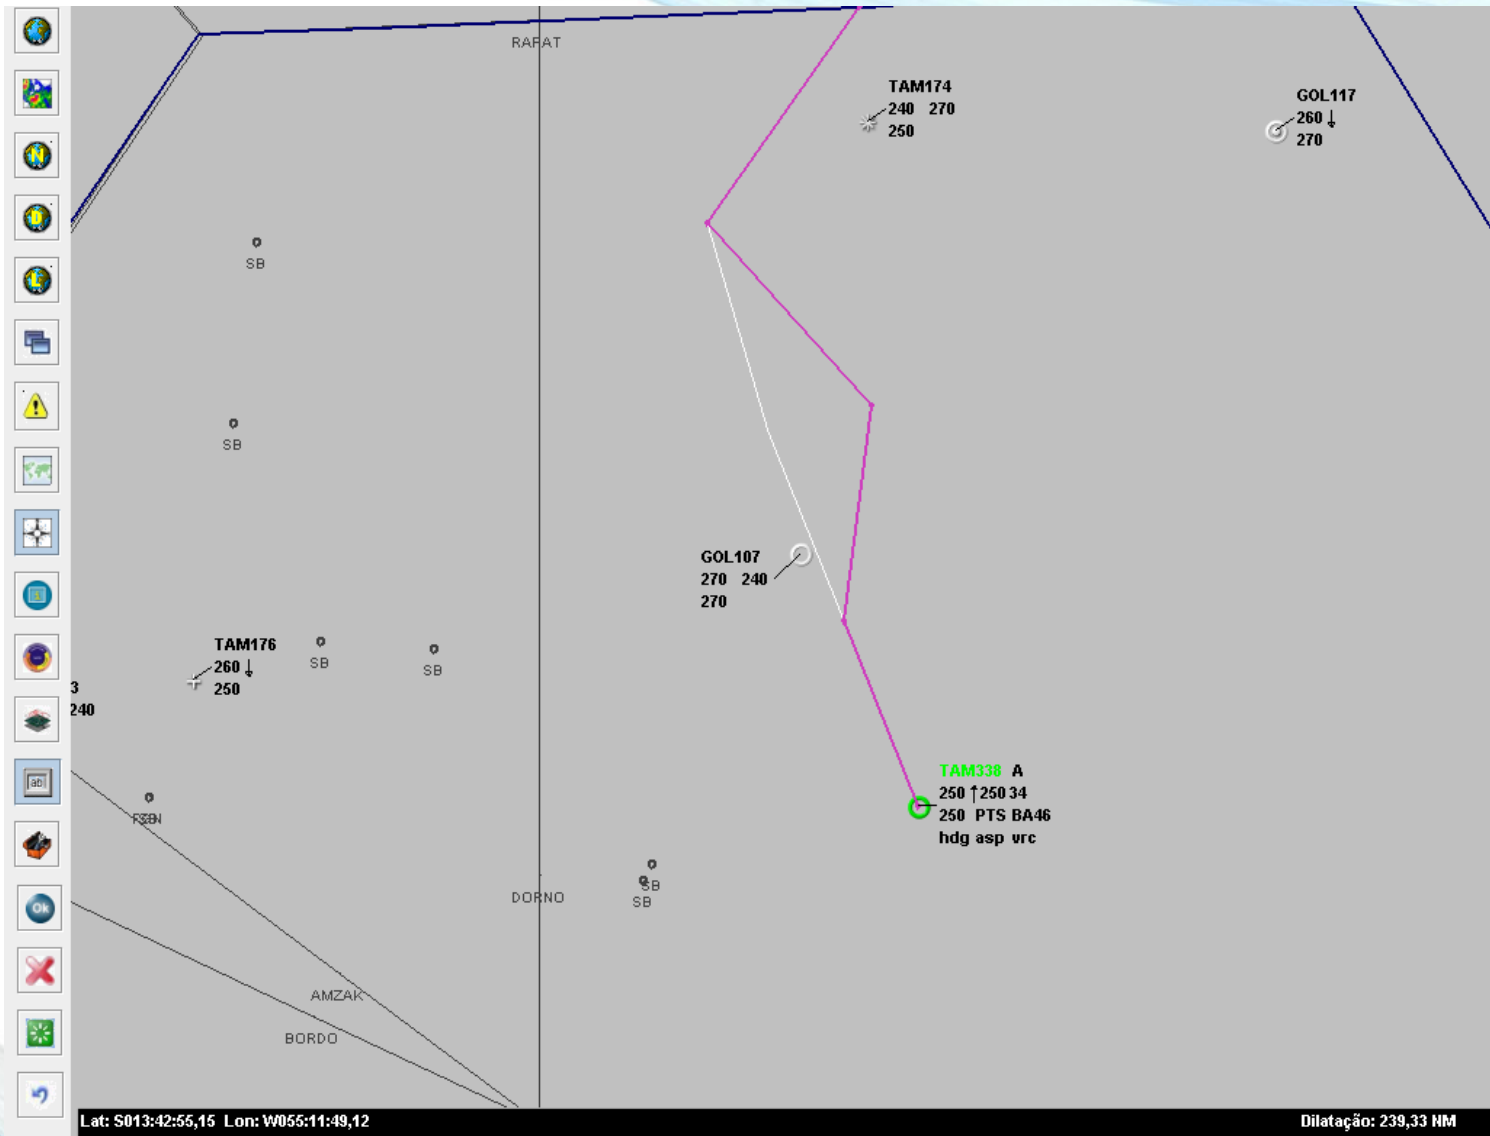 RAPAT
TAM174
240 270
250
GOL117
260 ↓
270
SB
SB
GOL107
270 240
270
TAM176
260 ↓
250
SB
SB
3
240
TAM338 A
250 ↑250 34
250 PTS BA46
hdg asp vrc
SB
DORNO
SB
AMZAK
BORDO
Ok
Lat: S013:42:55,15 Lon: W055:11:49,12
Dilatação: 239,33 NM